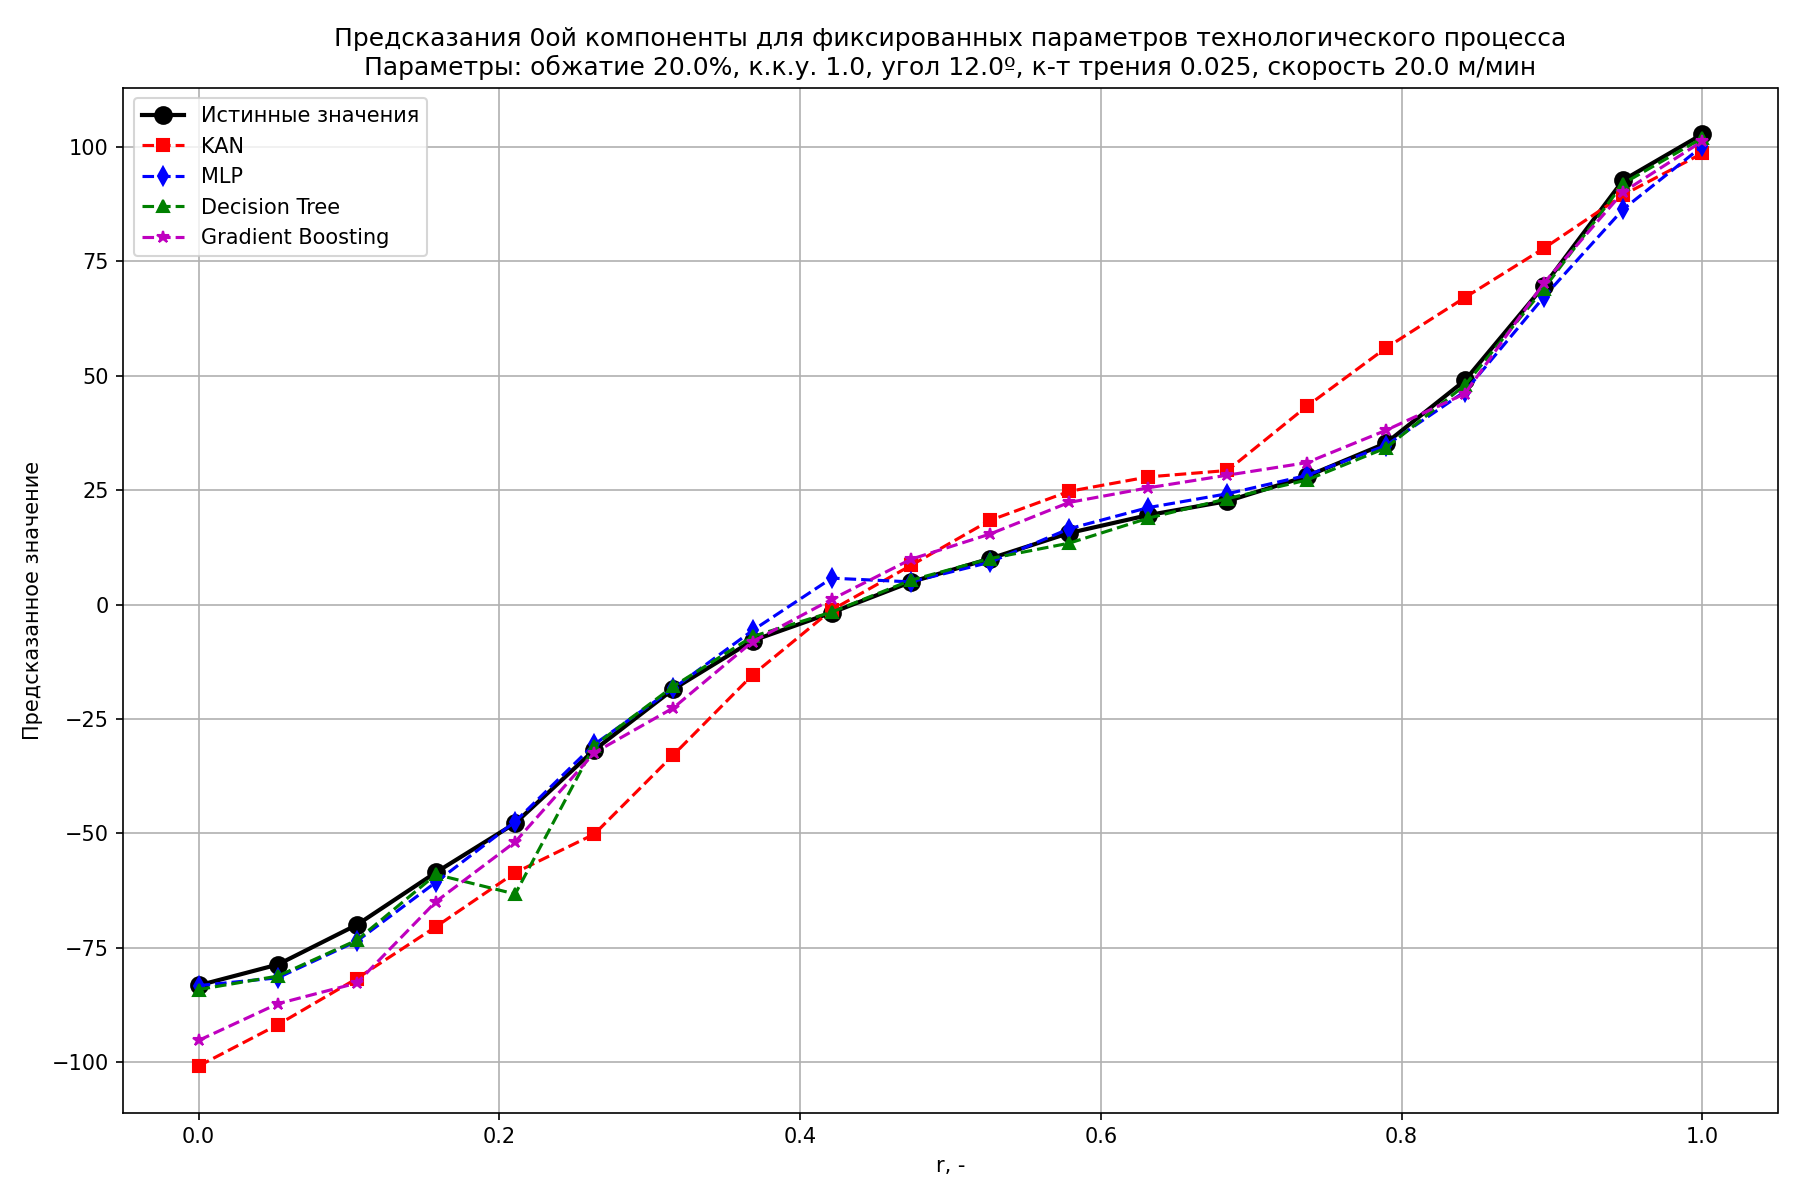 Предсказания 0ой компоненты для фиксированных параметров технологического процесса
Параметры: обжатие 20.0%, к.к.у. 1.0, угол 12.0º, к-т трения 0.025, скорость 20.0 м/мин
Истинные значения
KAN
MLP
Decision Tree
Gradient Boosting
Предсказанное значение
100
75
50
25
0
−25
−50
−75
−100
0.0 0.2 0.4 0.6 0.8 1.0
r, -